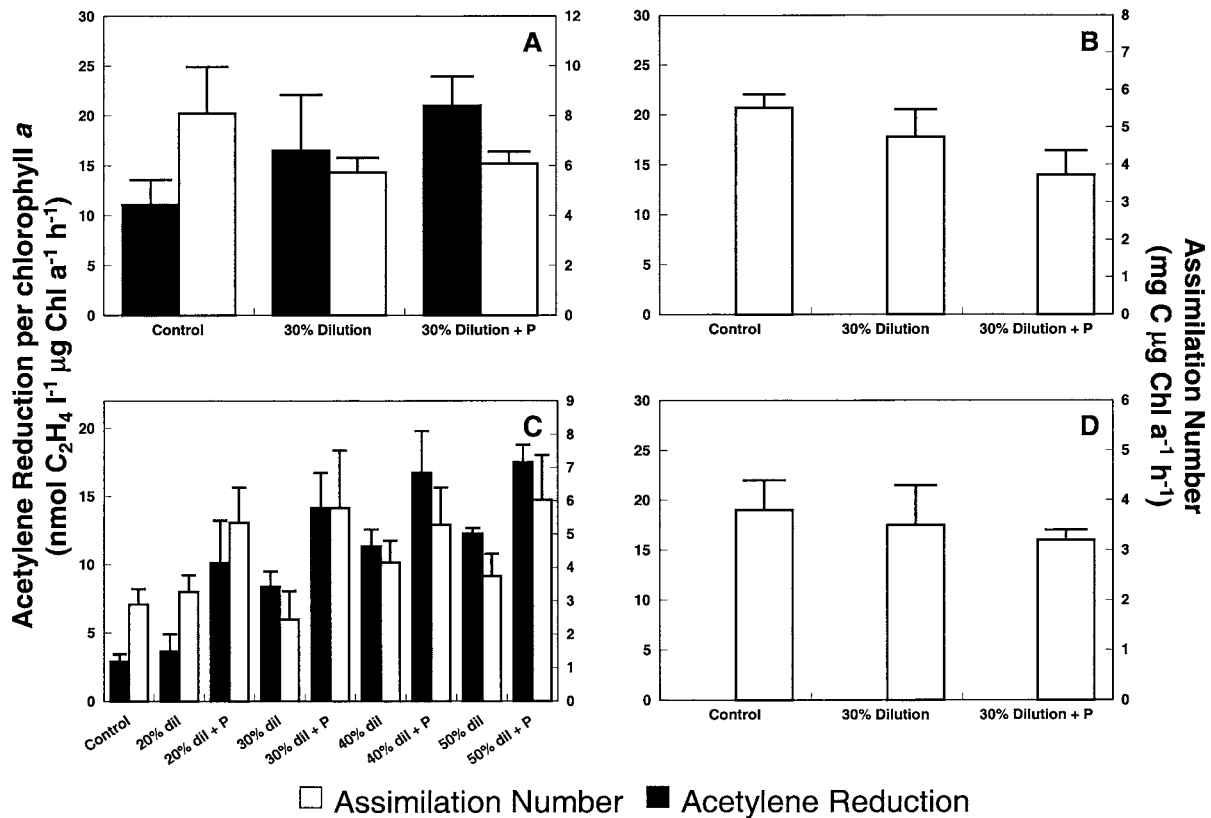 Acetylene Reduction per chlorophyll a
(nmol C2H4 l-1 µg Chl a-1 h-1)
30
25
20
15
10
5
0
A
12
10
8
6
4
2
0
Control
30% Dilution
30% Dilution + P
30
25
20
15
10
5
0
B
8
7
6
5
4
3
2
1
0
Control
30% Dilution
30% Dilution + P
20
15
10
5
0
C
9
8
7
6
5
4
3
2
1
0
Control
20% dil
20% dil + P
30% dil
30% dil + P
40% dil
40% dil + P
50% dil
50% dil + P
30
25
20
15
10
5
0
D
6
5
4
3
2
1
0
Control
30% Dilution
30% Dilution + P
Assimilation Number
(mg C µg Chl a-1 h-1)
Assimilation Number
Acetylene Reduction